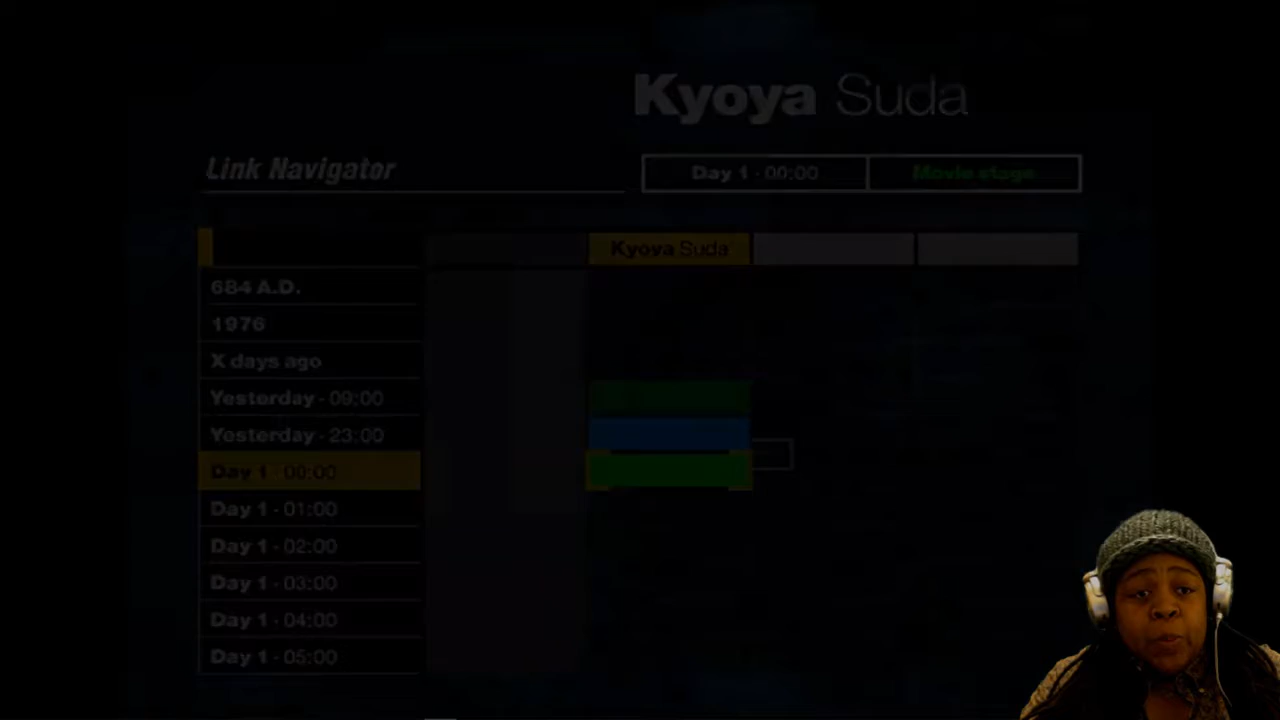 Kyoya Suda
Link Navigator
Day 1 - 00:00
Movie stage
Kyoya Suda
684 A.D.
1976
X days ago
Yesterday - 09:00
Yesterday - 23:00
Day 1 - 00:00
Day 1 - 01:00
Day 1 - 02:00
Day 1 - 03:00
Day 1 - 04:00
Day 1 - 05:00